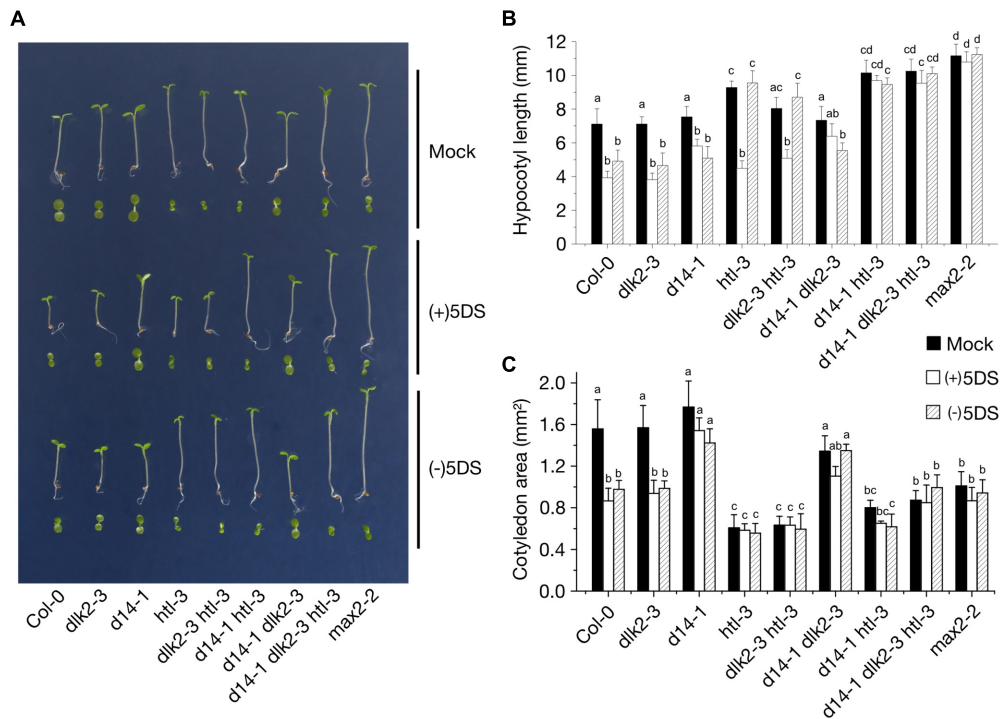 A
Mock
(+)5DS
(-)5DS
Col-0
dlk2-3
d14-1
htl-3
dlk2-3 htl-3
d14-1 htl-3
d14-1 dlk2-3
d14-1 dlk2-3 htl-3
max2-2
B
Hypocotyl length (mm)
12
10
8
6
4
2
0
a b b
a b b
a b b
c b c
ac b c
a ab b
cd cd c
cd c cd
d d d
Col-0
dlk2-3
d14-1
htl-3
dlk2-3 htl-3
d14-1 dlk2-3
d14-1 htl-3
d14-1 dlk2-3 htl-3
max2-2
Mock
(+)5DS
(-)5DS
C
Cotyledon area (mm²)
2.0
1.6
1.2
0.8
0.4
0.0
a b b
a b b
a a a
c c c
c c c
a ab a
bc bc c
b b b
b b b
Col-0
dlk2-3
d14-1
htl-3
dlk2-3 htl-3
d14-1 dlk2-3
d14-1 htl-3
d14-1 dlk2-3 htl-3
max2-2